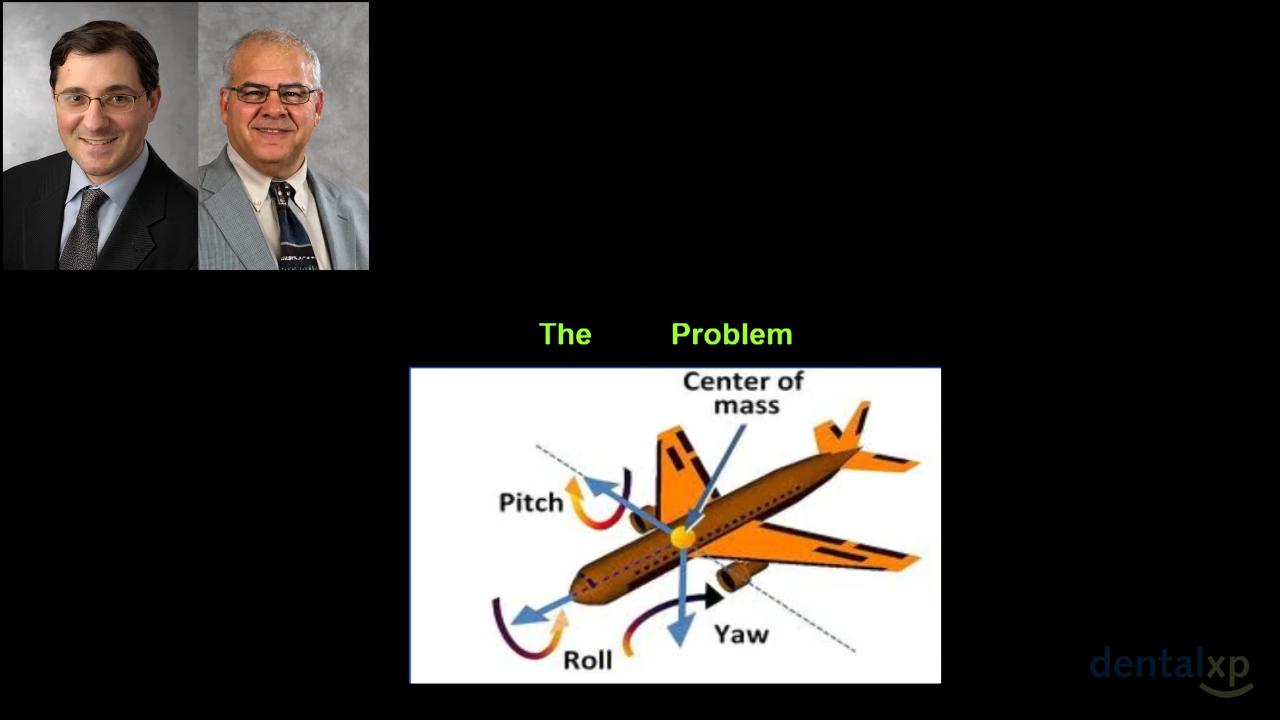 The Problem
Center of
mass
Pitch
Yaw
Roll
dentalxp